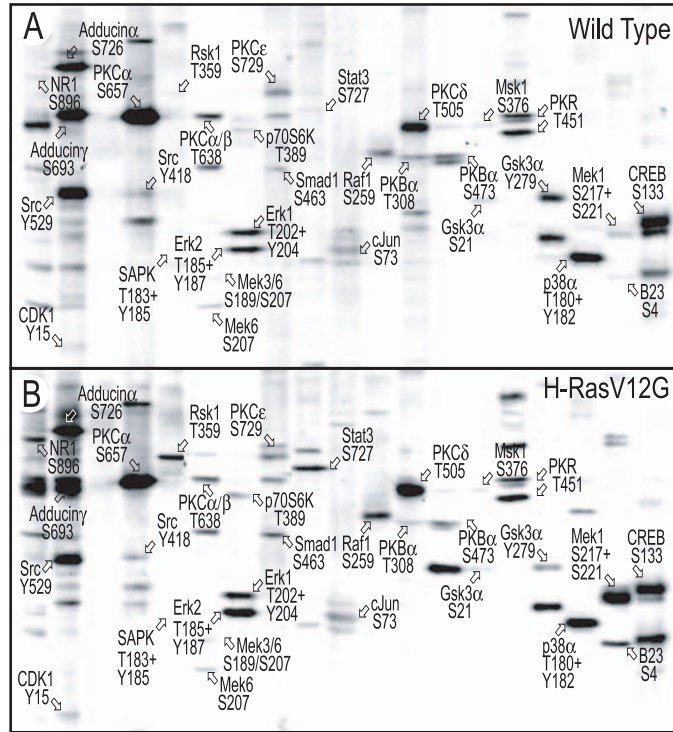 A
Wild Type
Adducinα
S726
NR1
S896
PKCα
S657
Rsk1
T359
PKCε
S729
Stat3
S727
PKCδ
T505
Msk1
S376
PKR
T451
Adducinγ
S693
Src
Y418
PKCα/β
T638
p70S6K
T389
Smad1
S463
Raf1
S259
PKBα
T308
PKBα
S473
Gsk3α
S21
Gsk3α
Y279
Mek1
S217+
S221
CREB
S133
Src
Y529
Erk1
T202+
Y204
Erk2
T185+
Y187
cJun
S73
SAPK
T183+
Y185
Mek3/6
S189/S207
Mek6
S207
p38α
T180+
Y182
B23
S4
CDK1
Y15
B
H-RasV12G
Adducinα
S726
NR1
S896
PKCα
S657
Rsk1
T359
PKCε
S729
Stat3
S727
PKCδ
T505
Msk1
S376
PKR
T451
Adducinγ
S693
Src
Y418
PKCα/β
T638
p70S6K
T389
Smad1
S463
Raf1
S259
PKBα
T308
PKBα
S473
Gsk3α
S21
Gsk3α
Y279
Mek1
S217+
S221
CREB
S133
Src
Y529
Erk1
T202+
Y204
Erk2
T185+
Y187
cJun
S73
SAPK
T183+
Y185
Mek3/6
S189/S207
Mek6
S207
p38α
T180+
Y182
B23
S4
CDK1
Y15